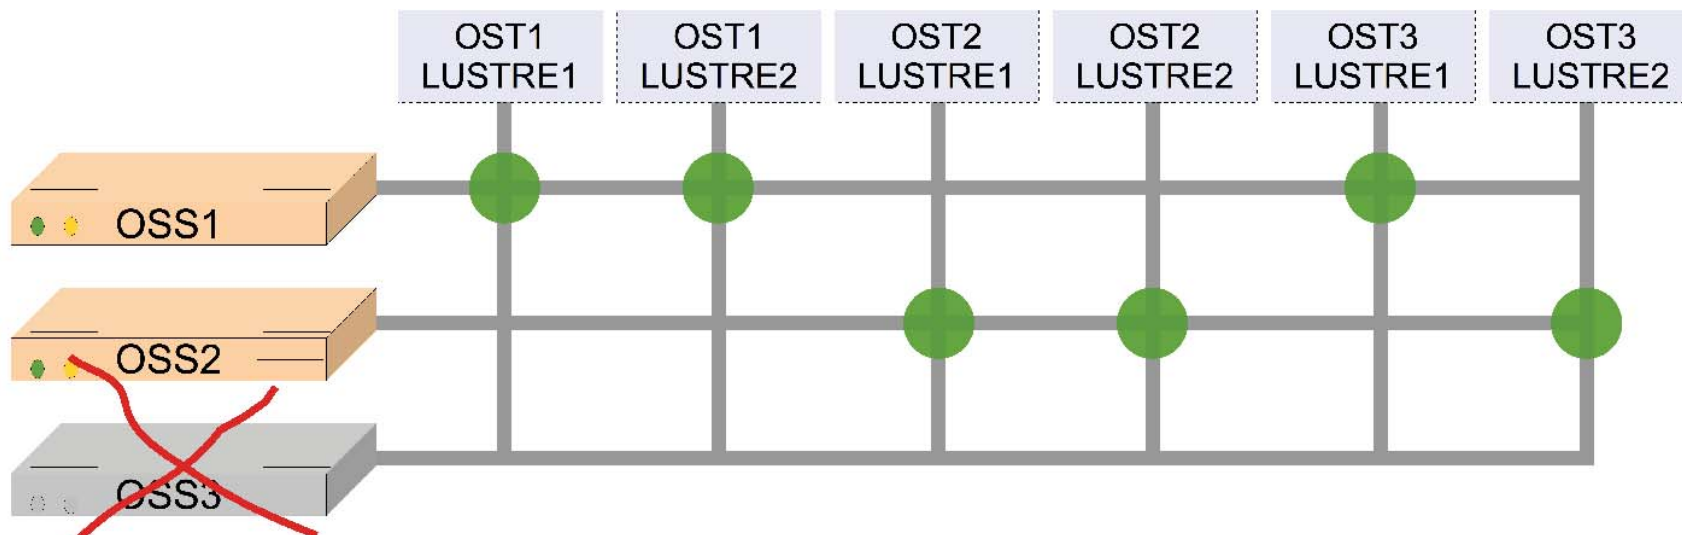 OST1
LUSTRE1
OST1
LUSTRE2
OST2
LUSTRE1
OST2
LUSTRE2
OST3
LUSTRE1
OST3
LUSTRE2
OSS1
OSS2
OSS3